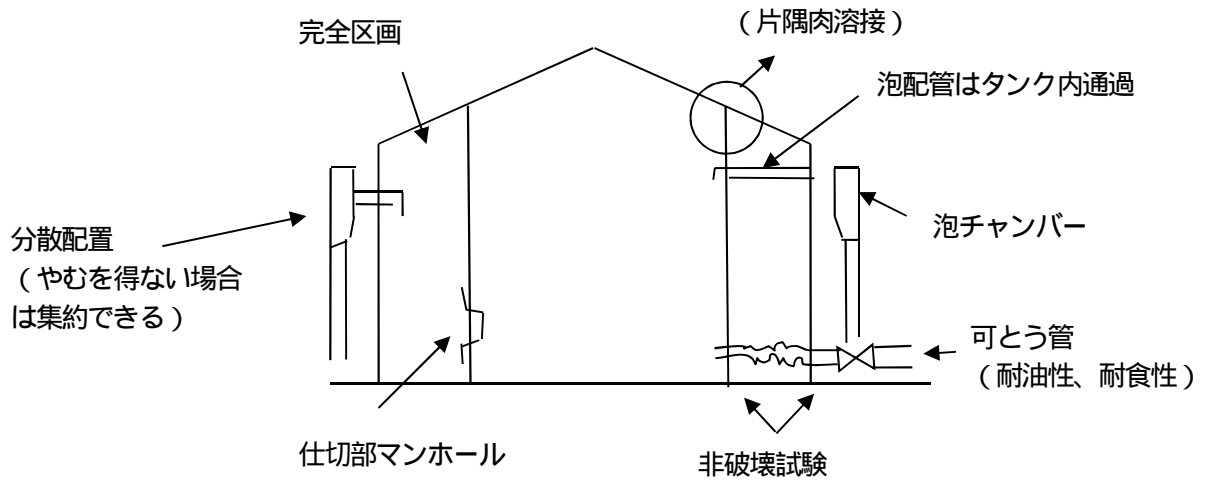 (片隅肉溶接)
完全区画
泡配管はタンク内通過
分散配置
(やむを得ない場合
は集約できる)
泡チャンバー
可とう管
(耐油性、耐食性)
仕切部マンホール
非破壊試験